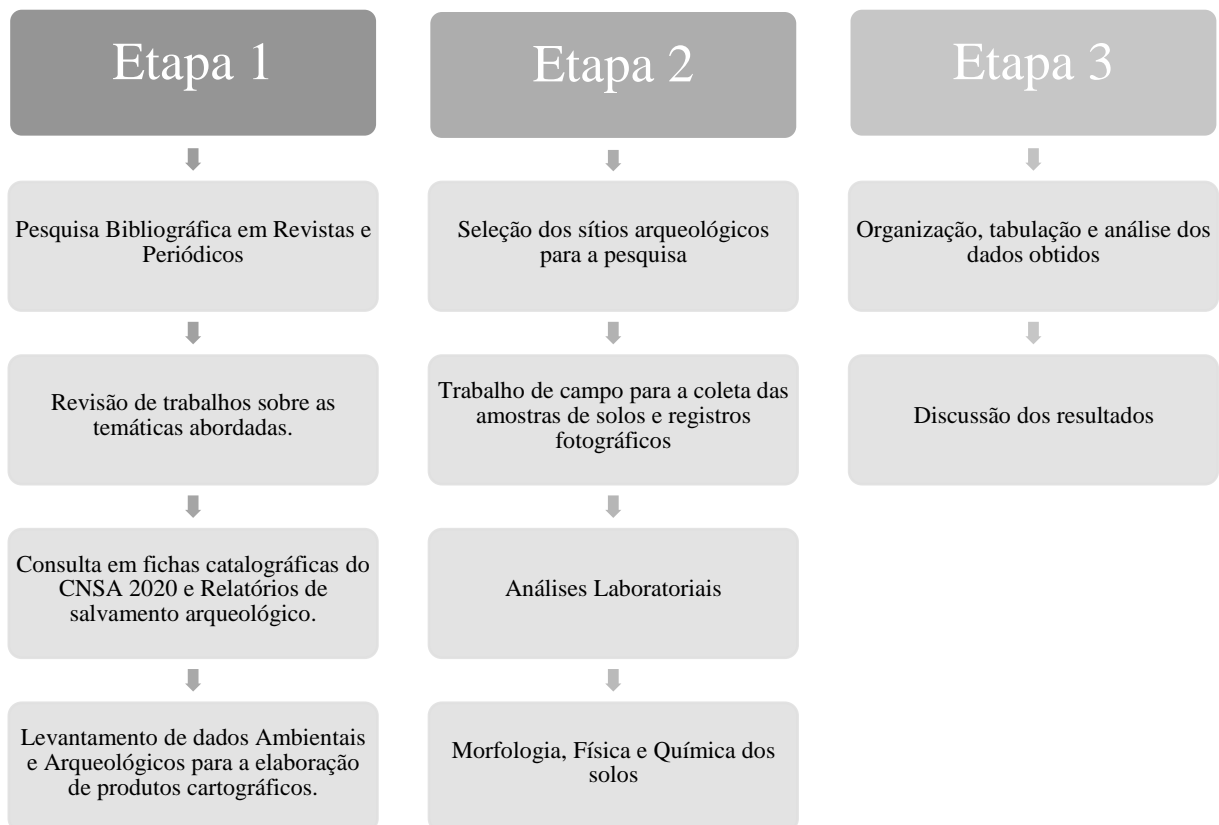 Etapa 1
Pesquisa Bibliográfica em Revistas e
Periódicos
Revisão de trabalhos sobre as
temáticas abordadas.
Consulta em fichas catalográficas do
CNSA 2020 e Relatórios de
salvamento arqueológico.
Levantamento de dados Ambientais
e Arqueológicos para a elaboração
de produtos cartográficos.
Etapa 2
Seleção dos sítios arqueológicos
para a pesquisa
Trabalho de campo para a coleta das
amostras de solos e registros
fotográficos
Análises Laboratoriais
Morfologia, Física e Química dos
solos
Etapa 3
Organização, tabulação e análise dos
dados obtidos
Discussão dos resultados